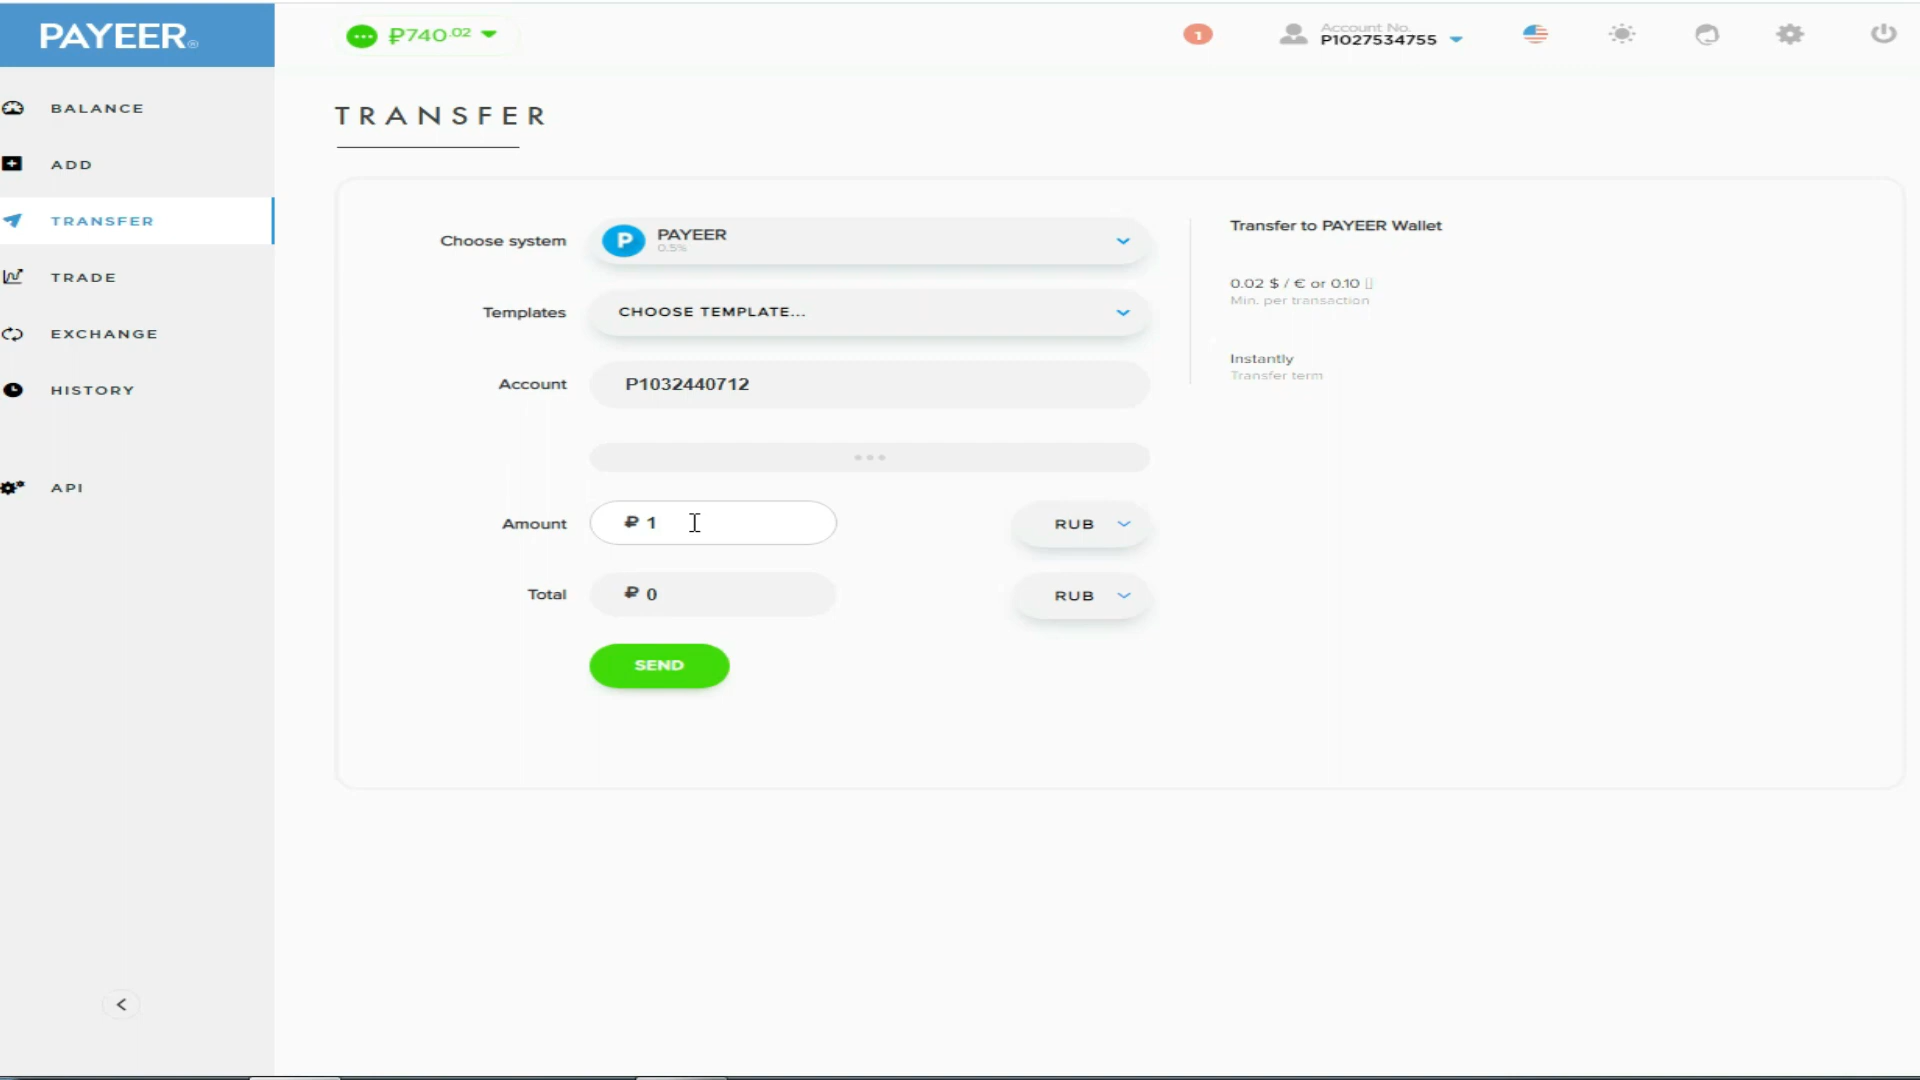 PAYEER®
₽740.02
1
Account No.
P1027534755
BALANCE
ADD
TRANSFER
TRADE
EXCHANGE
HISTORY
API
TRANSFER
Choose system
P
PAYEER
0.5%
Templates
CHOOSE TEMPLATE...
Account
P1032440712
Amount
₽ 1
RUB
Total
₽ 0
RUB
SEND
Transfer to PAYEER Wallet
0.02 $ / € or 0.10 ▯
Min. per transaction
Instantly
Transfer term